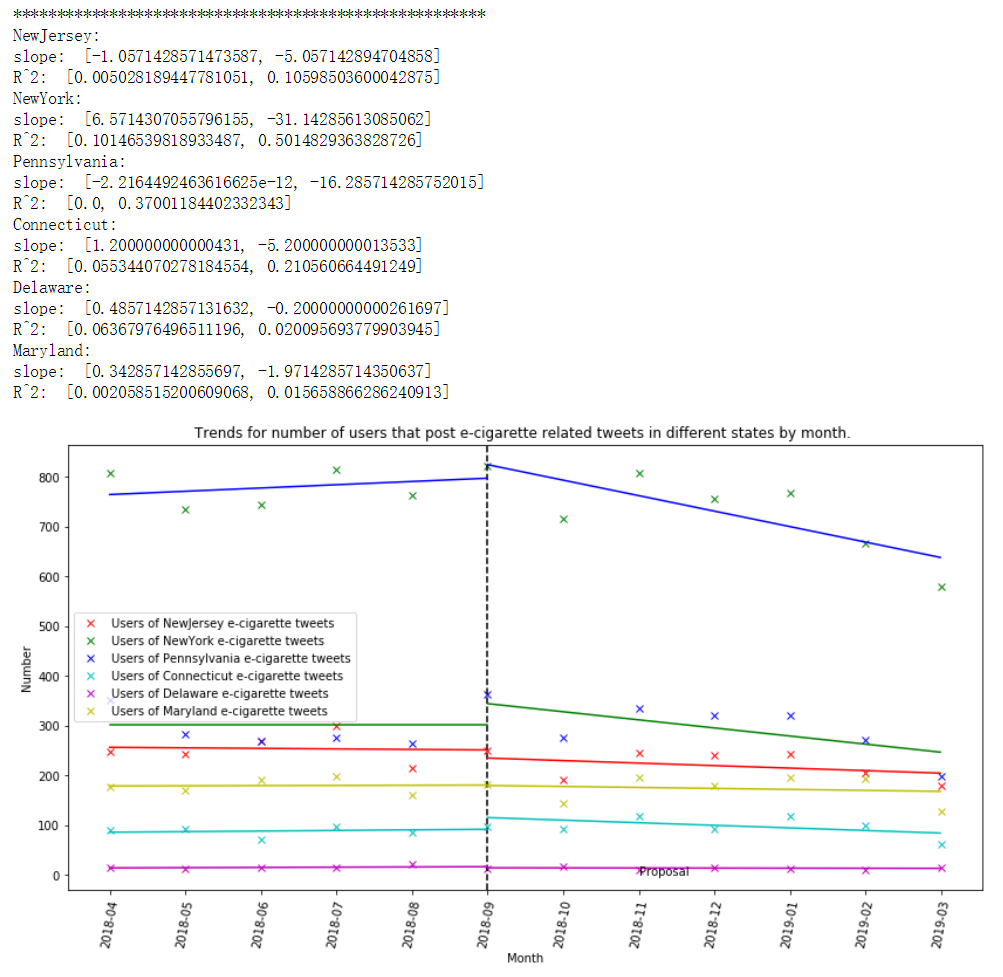 ******************************************************
NewJersey:
slope:  [-1.0571428571473587, -5.057142894704858]
R^2:  [0.005028189447781051, 0.10598503600042875]
NewYork:
slope:  [6.5714307055796155, -31.14285613085062]
R^2:  [0.10146539818933487, 0.5014829363828726]
Pennsylvania:
slope:  [-2.2164492463616625e-12, -16.285714285752015]
R^2:  [0.0, 0.37001184402332343]
Connecticut:
slope:  [1.200000000000431, -5.200000000013533]
R^2:  [0.055344070278184554, 0.210560664491249]
Delaware:
slope:  [0.4857142857131632, -0.20000000000261697]
R^2:  [0.06367976496511196, 0.020095693779903945]
Maryland:
slope:  [0.342857142855697, -1.9714285714350637]
R^2:  [0.002058515200609068, 0.015658866286240913]
Trends for number of users that post e-cigarette related tweets in different states by month.
800
700
600
500
400
300
200
100
0
Number
Users of NewJersey e-cigarette tweets
Users of NewYork e-cigarette tweets
Users of Pennsylvania e-cigarette tweets
Users of Connecticut e-cigarette tweets
Users of Delaware e-cigarette tweets
Users of Maryland e-cigarette tweets
Proposal
2018-04
2018-05
2018-06
2018-07
2018-08
2018-09
2018-10
2018-11
2018-12
2019-01
2019-02
2019-03
Month